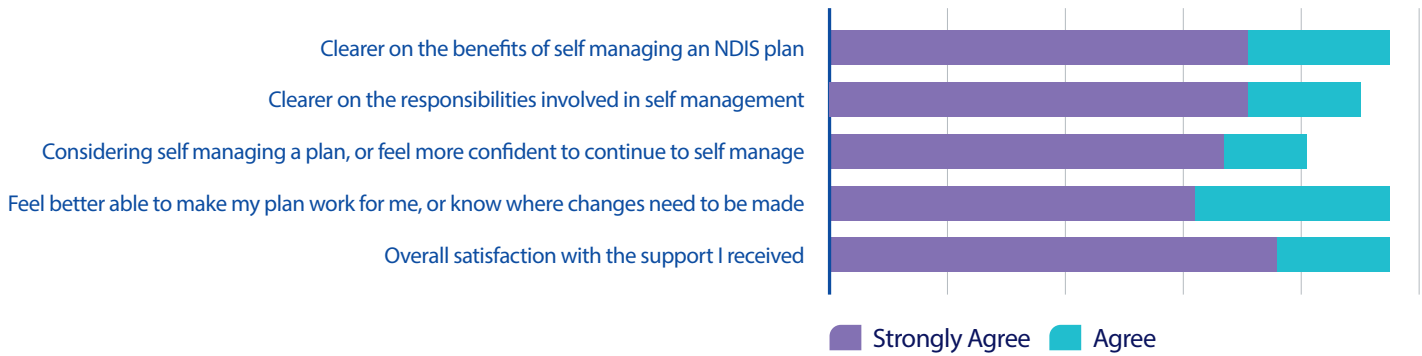 Clearer on the benefits of self managing an NDIS plan
Clearer on the responsibilities involved in self management
Considering self managing a plan, or feel more confident to continue to self manage
Feel better able to make my plan work for me, or know where changes need to be made
Overall satisfaction with the support I received
Strongly Agree Agree